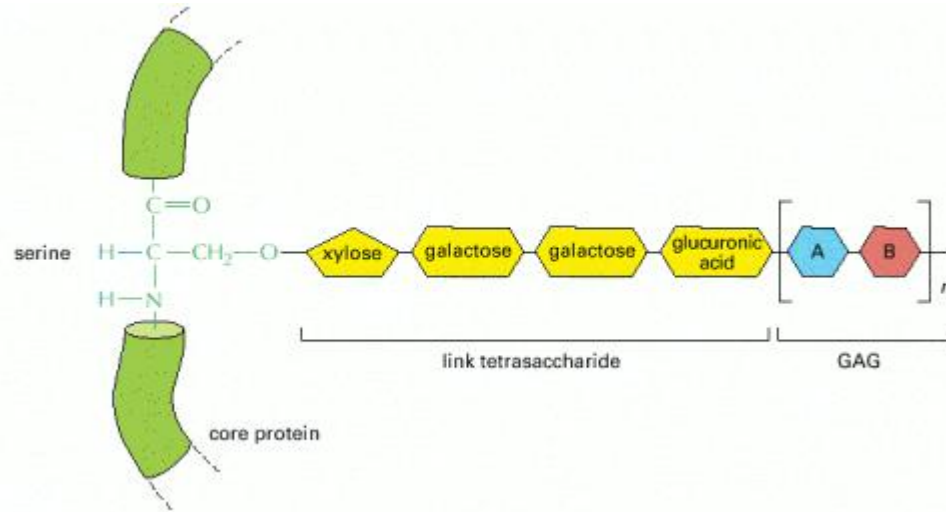 C=O
serine
H—C—CH₂—O—
xylose
galactose
galactose
glucuronic
acid
A
B
n
H—N
link tetrasaccharide
GAG
core protein